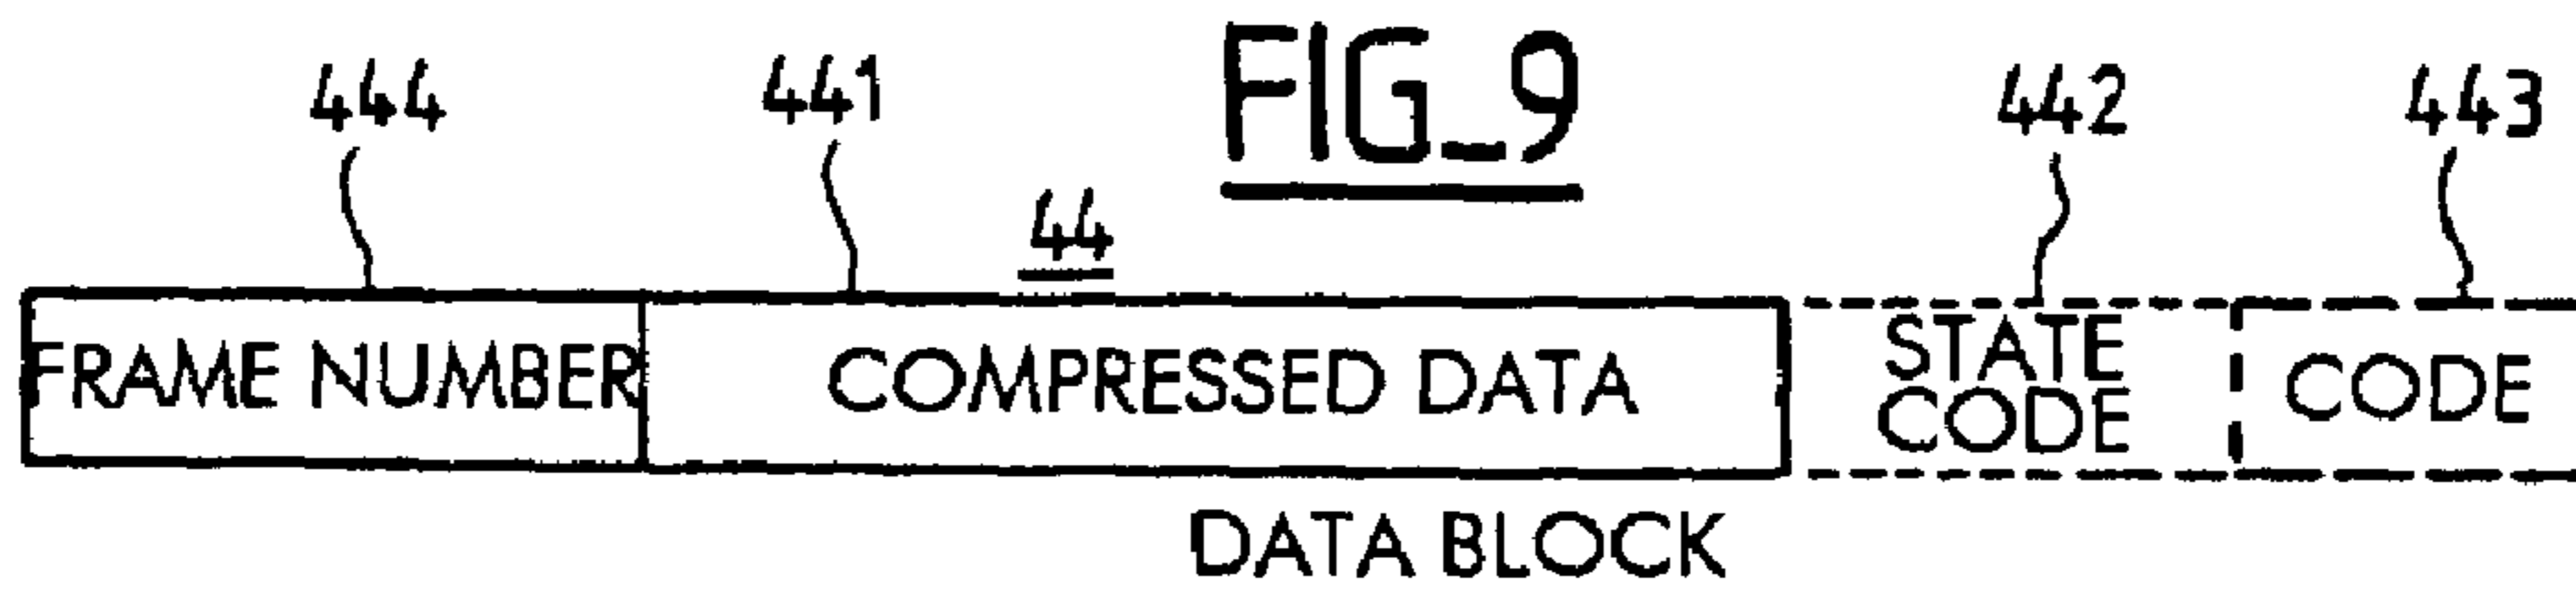 FIG_9
444 441 442 443
44
FRAME NUMBER COMPRESSED DATA STATE CODE CODE
DATA BLOCK